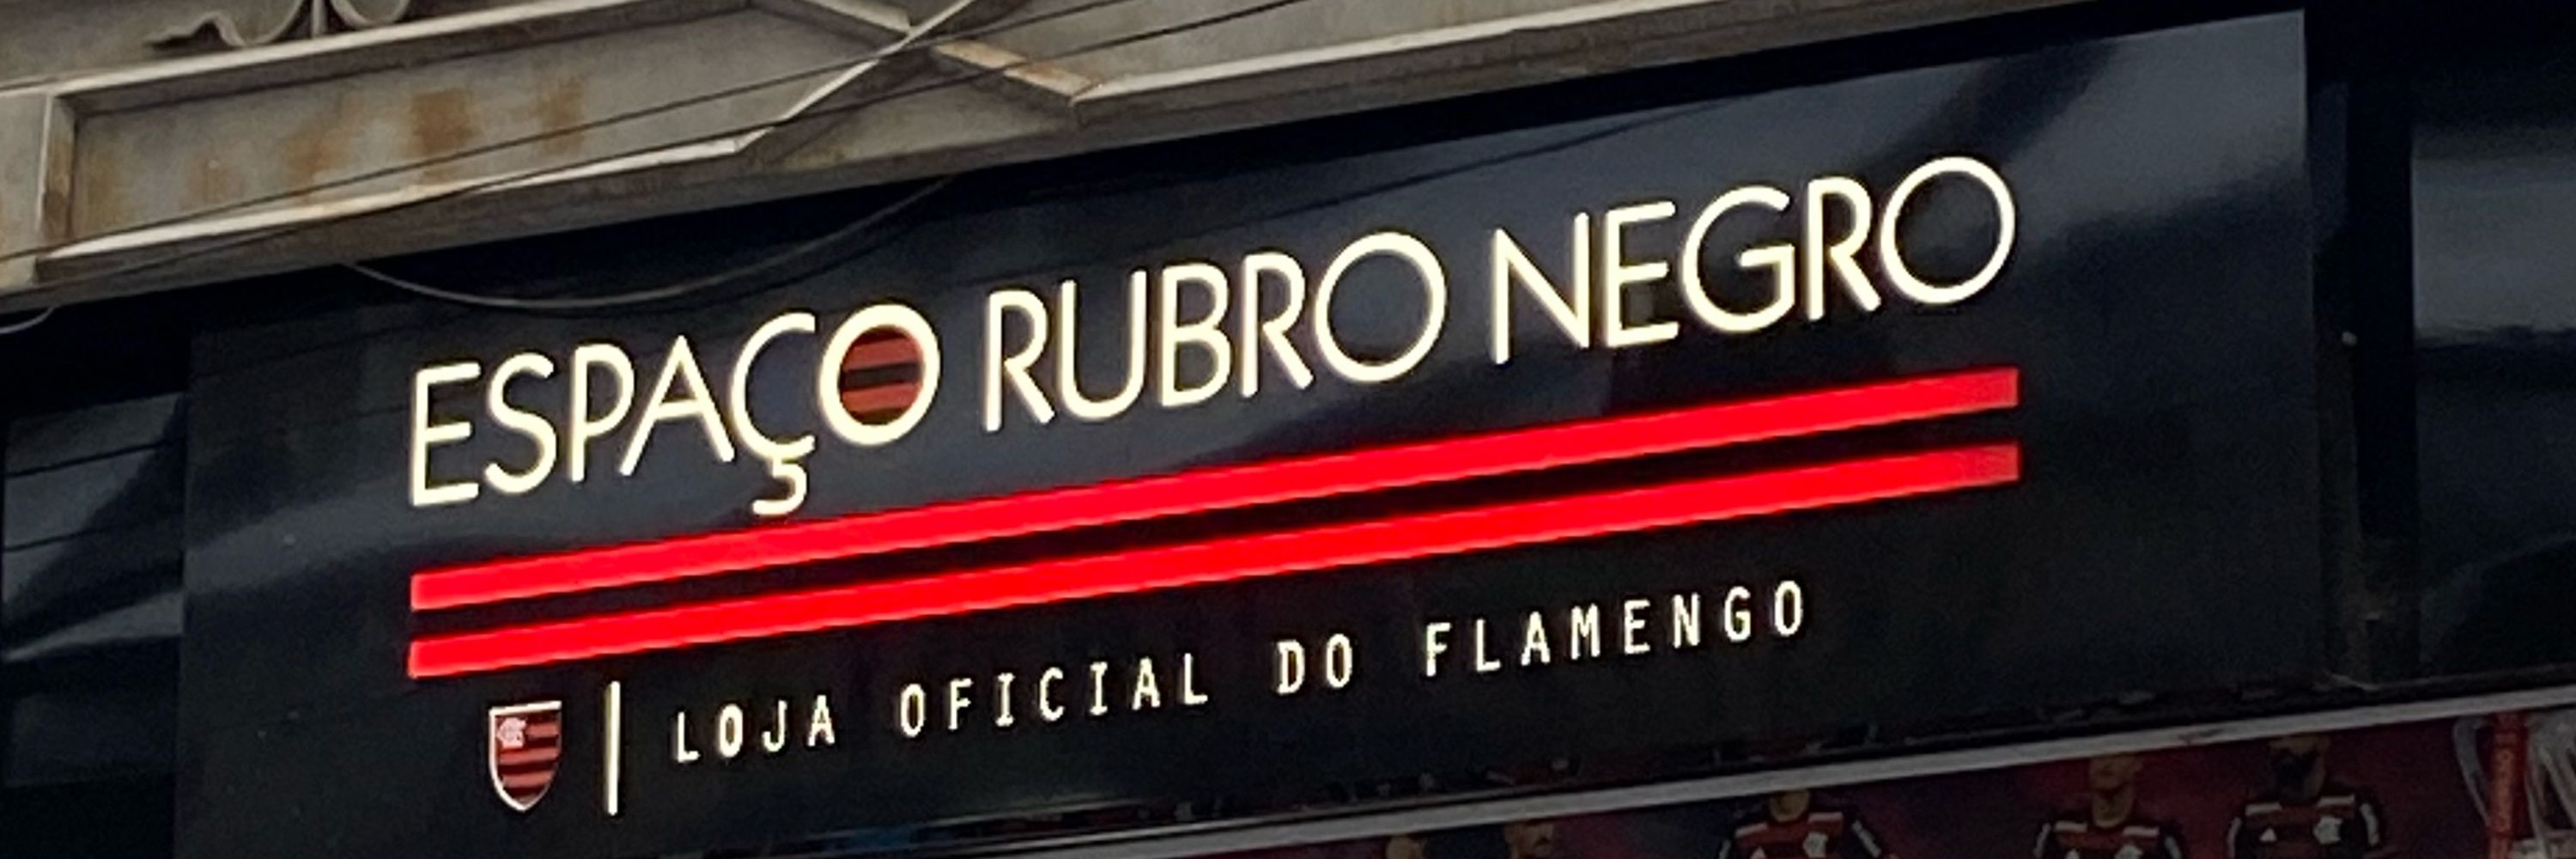 ESPAÇO RUBRO NEGRO
LOJA OFICIAL DO FLAMENGO